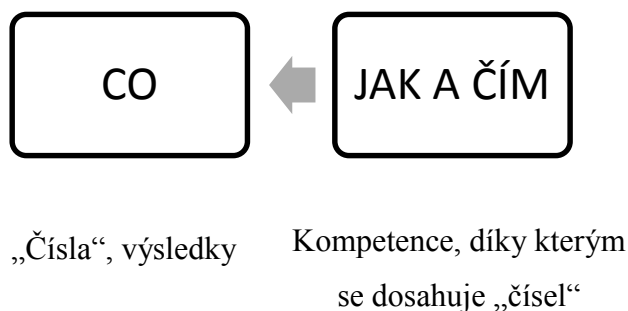 CO
JAK A ČÍM
„Čísla“, výsledky
Kompetence, díky kterým
se dosahuje „čísel“